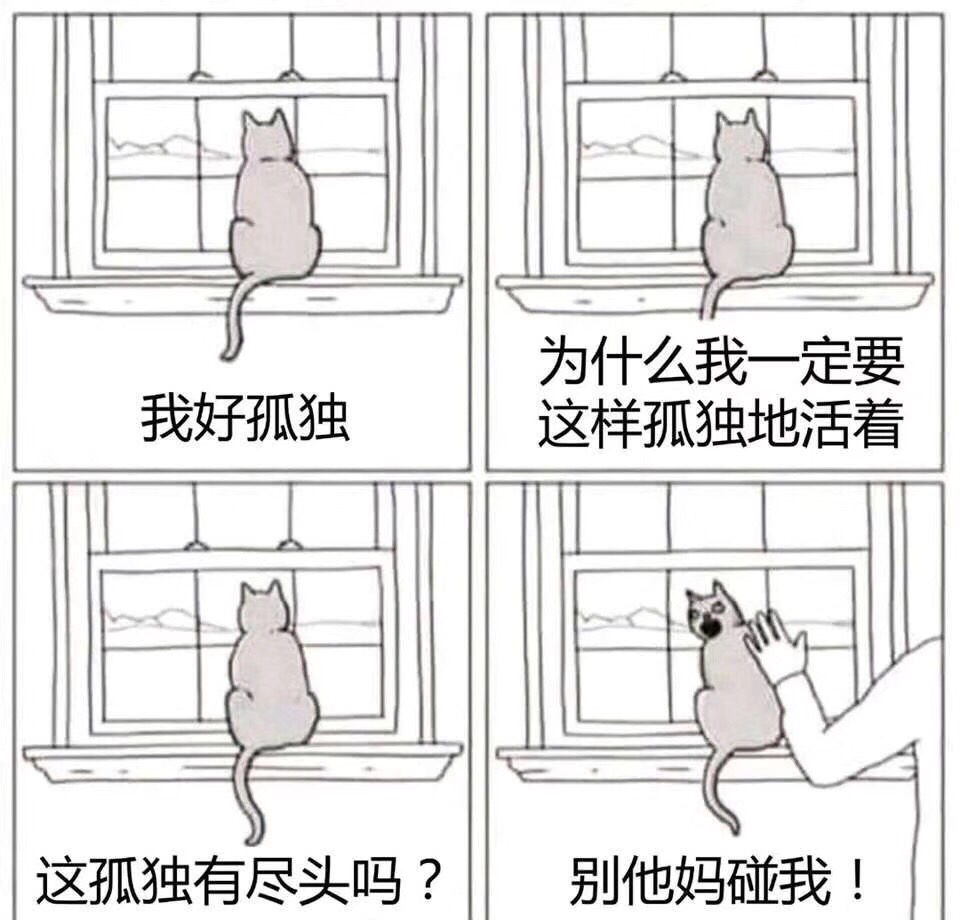 我好孤独
为什么我一定要
这样孤独地活着
这孤独有尽头吗？
别他妈碰我！